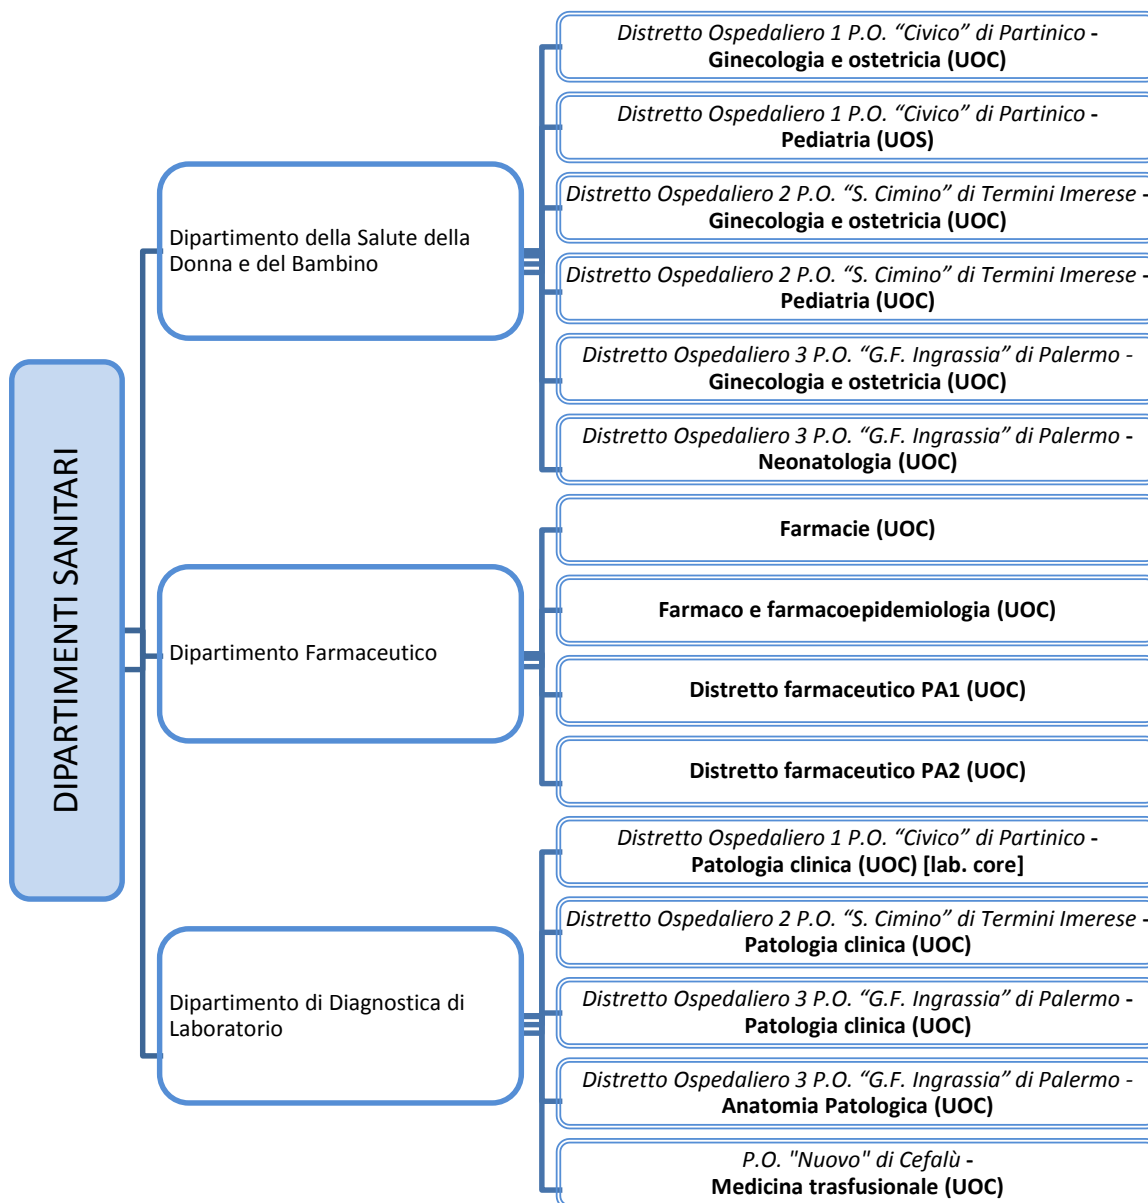 DIPARTIMENTI SANITARI
Dipartimento della Salute della
Donna e del Bambino
Distretto Ospedaliero 1 P.O. “Civico” di Partinico -
Ginecologia e ostetricia (UOC)
Distretto Ospedaliero 1 P.O. “Civico” di Partinico -
Pediatria (UOS)
Distretto Ospedaliero 2 P.O. “S. Cimino” di Termini Imerese -
Ginecologia e ostetricia (UOC)
Distretto Ospedaliero 2 P.O. “S. Cimino” di Termini Imerese -
Pediatria (UOC)
Distretto Ospedaliero 3 P.O. “G.F. Ingrassia” di Palermo -
Ginecologia e ostetricia (UOC)
Distretto Ospedaliero 3 P.O. “G.F. Ingrassia” di Palermo -
Neonatologia (UOC)
Dipartimento Farmaceutico
Farmacie (UOC)
Farmaco e farmacoepidemiologia (UOC)
Distretto farmaceutico PA1 (UOC)
Distretto farmaceutico PA2 (UOC)
Dipartimento di Diagnostica di
Laboratorio
Distretto Ospedaliero 1 P.O. “Civico” di Partinico -
Patologia clinica (UOC) [lab. core]
Distretto Ospedaliero 2 P.O. “S. Cimino” di Termini Imerese -
Patologia clinica (UOC)
Distretto Ospedaliero 3 P.O. “G.F. Ingrassia” di Palermo -
Patologia clinica (UOC)
Distretto Ospedaliero 3 P.O. “G.F. Ingrassia” di Palermo -
Anatomia Patologica (UOC)
P.O. "Nuovo" di Cefalù -
Medicina trasfusionale (UOC)